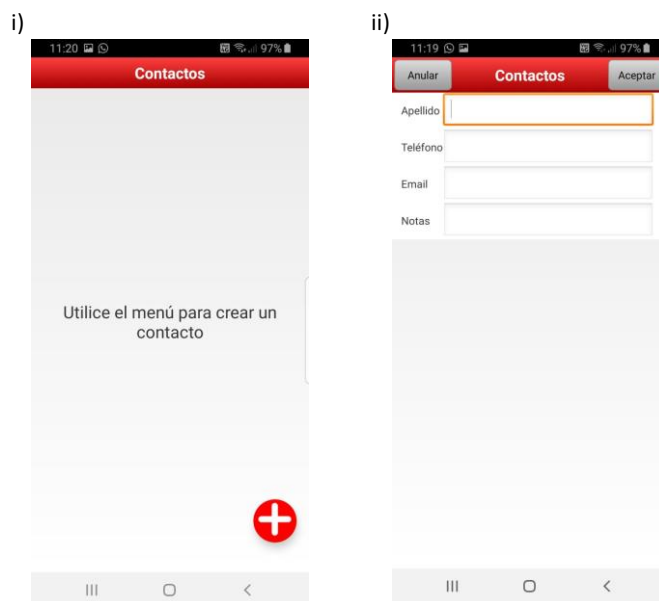 i)
11:20 97%
Contactos
Utilice el menú para crear un
contacto
ii)
11:19 97%
Anular Contactos Aceptar
Apellido
Teléfono
Email
Notas